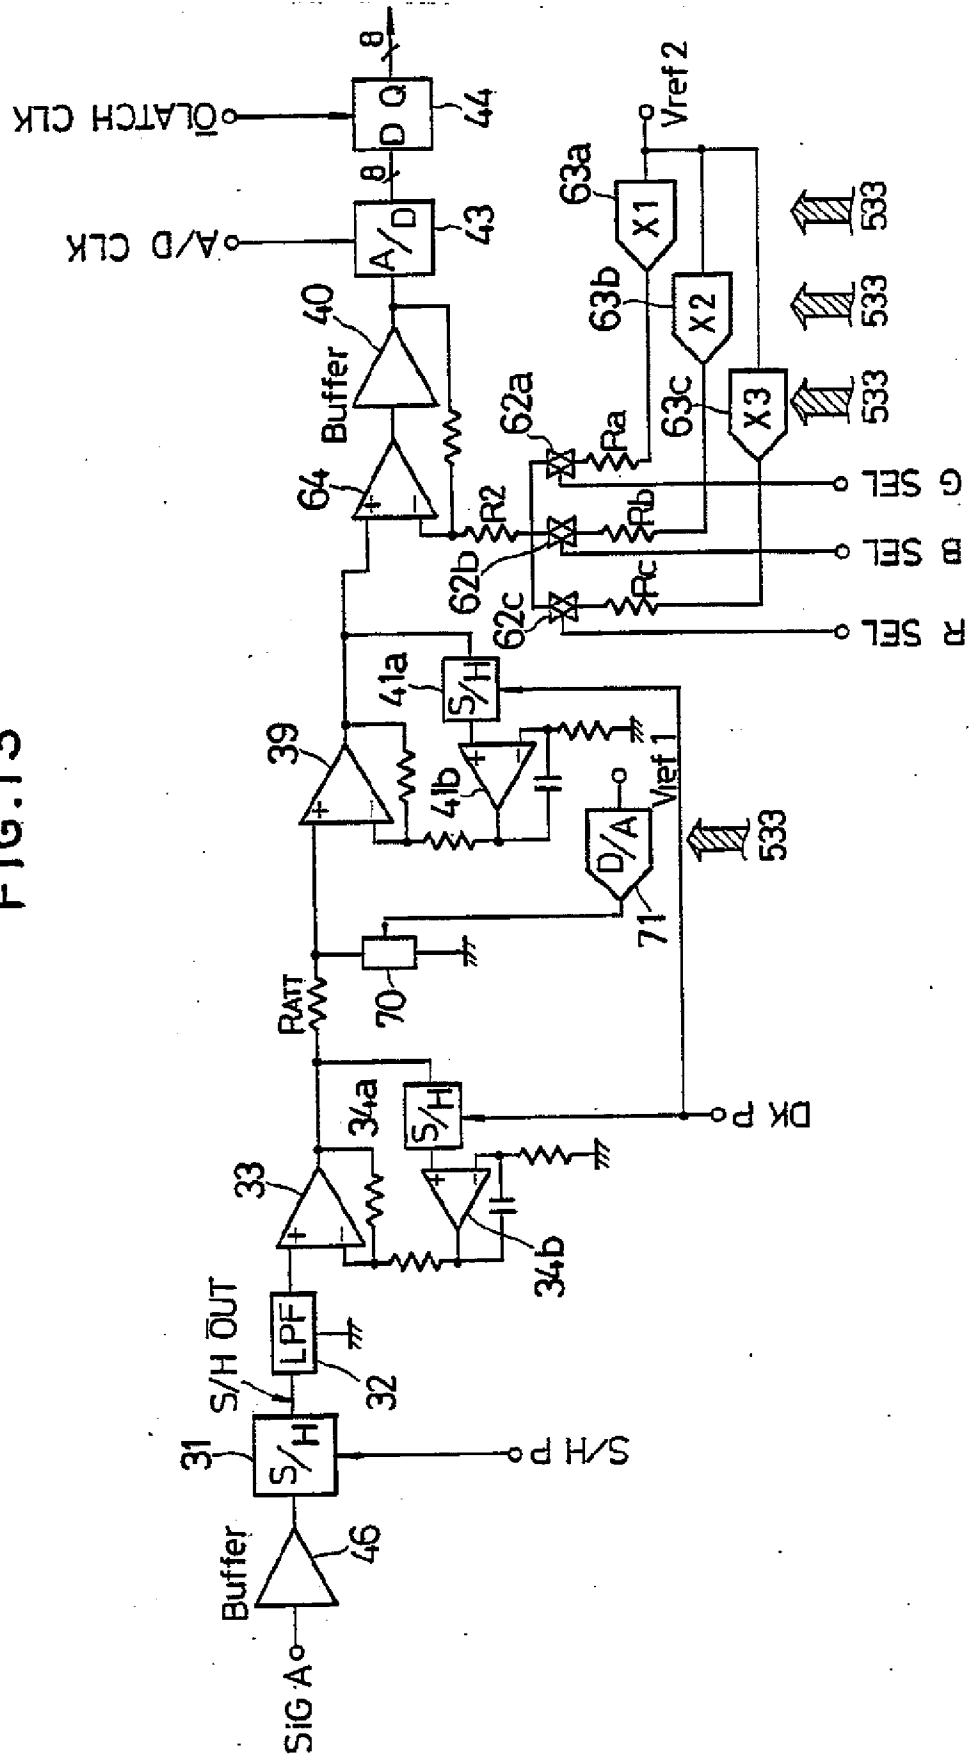 FIG.13
SiG A
Buffer
46
31
S/H
S/H P
S/H OUT
LPF
32
33
+
−
34a
S/H
+
−
34b
DK P
RATT
70
D/A
71
Vref 1
533
39
+
−
41a
S/H
+
−
41b
64
+
−
Buffer
40
R2
62a
62b
62c
Ra
Rb
Rc
R SEL
B SEL
G SEL
63a
X1
63b
X2
63c
X3
Vref 2
533
533
533
A/D CLK
A/D
43
8
OLATCH CLK
D Q
44
8